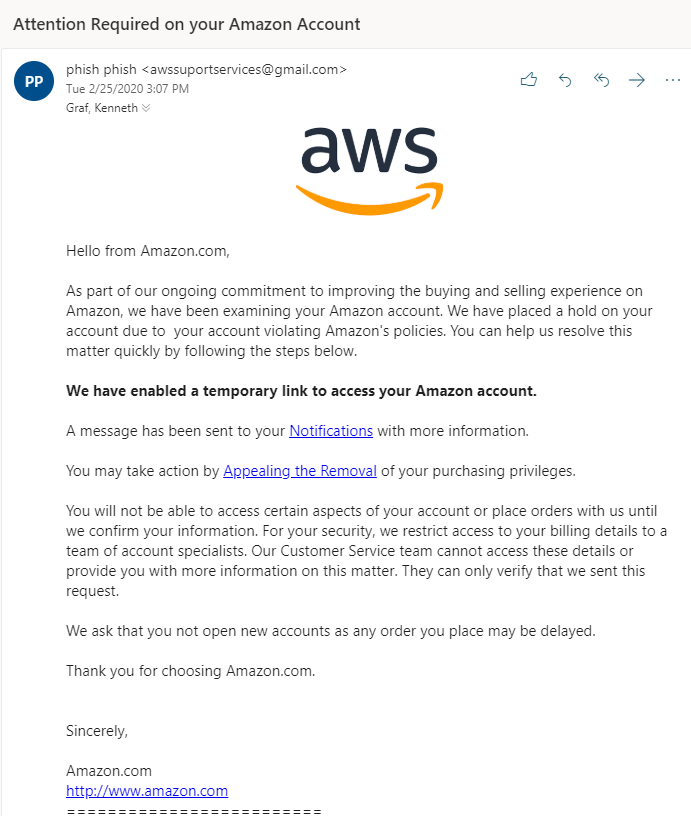 Attention Required on your Amazon Account
PP
phish phish <awssuportservices@gmail.com>
Tue 2/25/2020 3:07 PM
Graf, Kenneth
aws
Hello from Amazon.com,
As part of our ongoing commitment to improving the buying and selling experience on
Amazon, we have been examining your Amazon account. We have placed a hold on your
account due to  your account violating Amazon's policies. You can help us resolve this
matter quickly by following the steps below.
We have enabled a temporary link to access your Amazon account.
A message has been sent to your Notifications with more information.
You may take action by Appealing the Removal of your purchasing privileges.
You will not be able to access certain aspects of your account or place orders with us until
we confirm your information. For your security, we restrict access to your billing details to a
team of account specialists. Our Customer Service team cannot access these details or
provide you with more information on this matter. They can only verify that we sent this
request.
We ask that you not open new accounts as any order you place may be delayed.
Thank you for choosing Amazon.com.
Sincerely,
Amazon.com
http://www.amazon.com
=========================